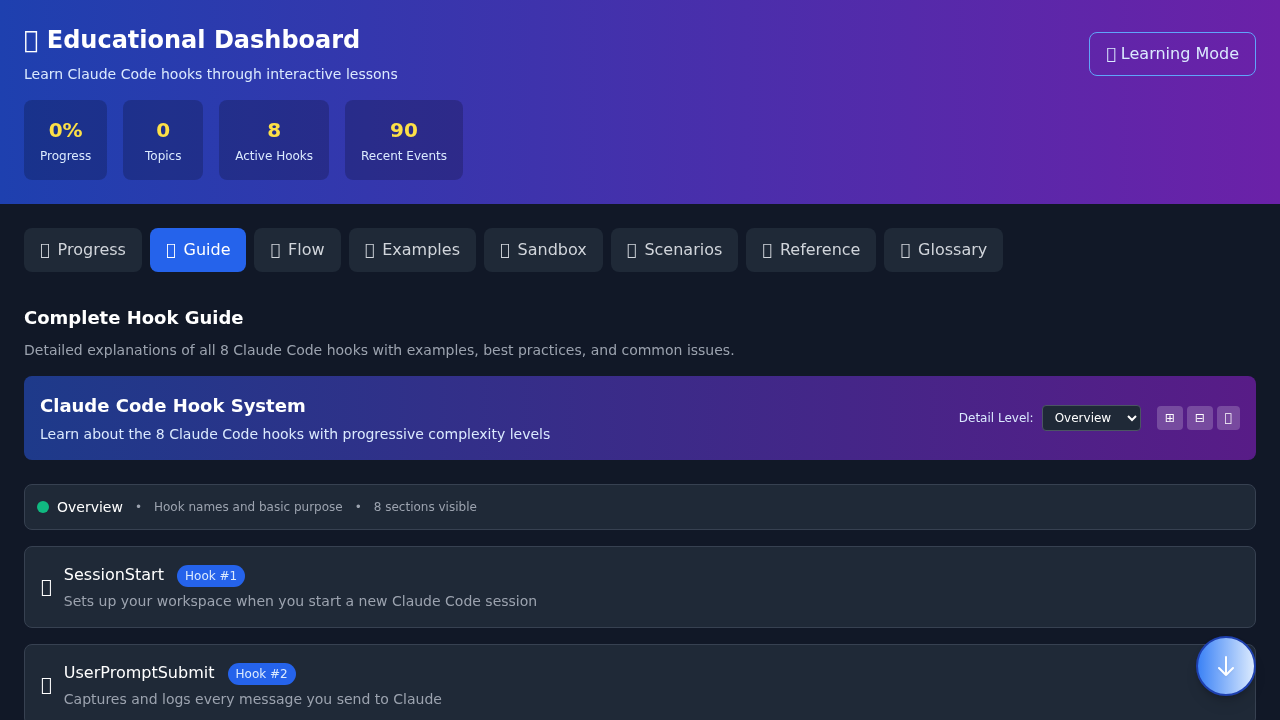 Educational Dashboard
Learn Claude Code hooks through interactive lessons
Learning Mode
0%
Progress
0
Topics
8
Active Hooks
90
Recent Events
Progress
Guide
Flow
Examples
Sandbox
Scenarios
Reference
Glossary
Complete Hook Guide
Detailed explanations of all 8 Claude Code hooks with examples, best practices, and common issues.
Claude Code Hook System
Learn about the 8 Claude Code hooks with progressive complexity levels
Detail Level:
Overview
Overview • Hook names and basic purpose • 8 sections visible
SessionStart Hook #1
Sets up your workspace when you start a new Claude Code session
UserPromptSubmit Hook #2
Captures and logs every message you send to Claude